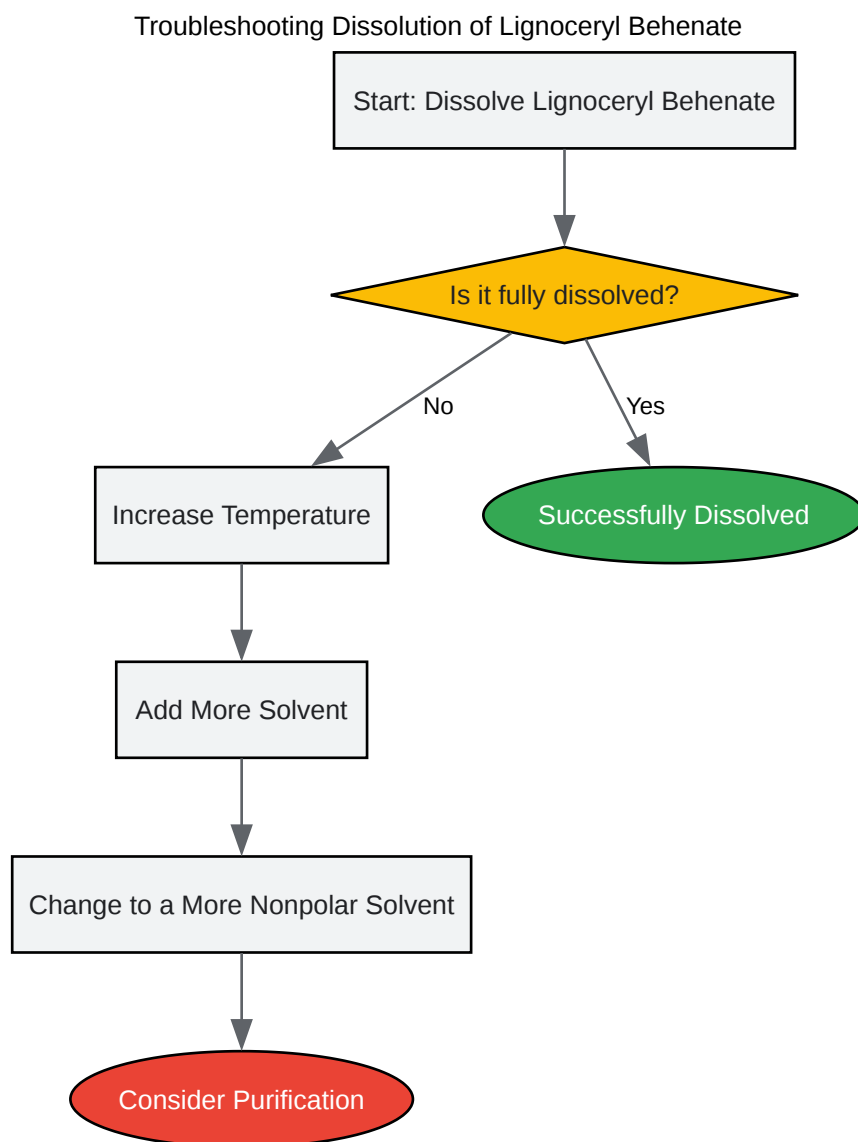 Troubleshooting Dissolution of Lignoceryl Behenate
Start: Dissolve Lignoceryl Behenate
Is it fully dissolved?
No
Yes
Increase Temperature
Successfully Dissolved
Add More Solvent
Change to a More Nonpolar Solvent
Consider Purification